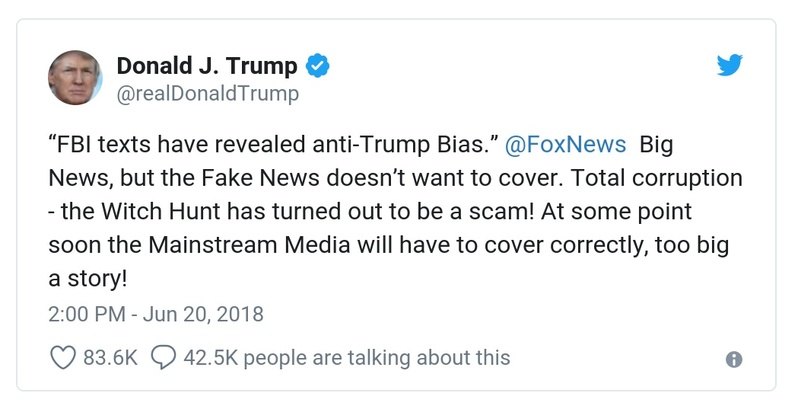 Donald J. Trump
@realDonaldTrump
“FBI texts have revealed anti-Trump Bias.” @FoxNews  Big
News, but the Fake News doesn’t want to cover. Total corruption
- the Witch Hunt has turned out to be a scam! At some point
soon the Mainstream Media will have to cover correctly, too big
a story!
2:00 PM - Jun 20, 2018
83.6K 42.5K people are talking about this